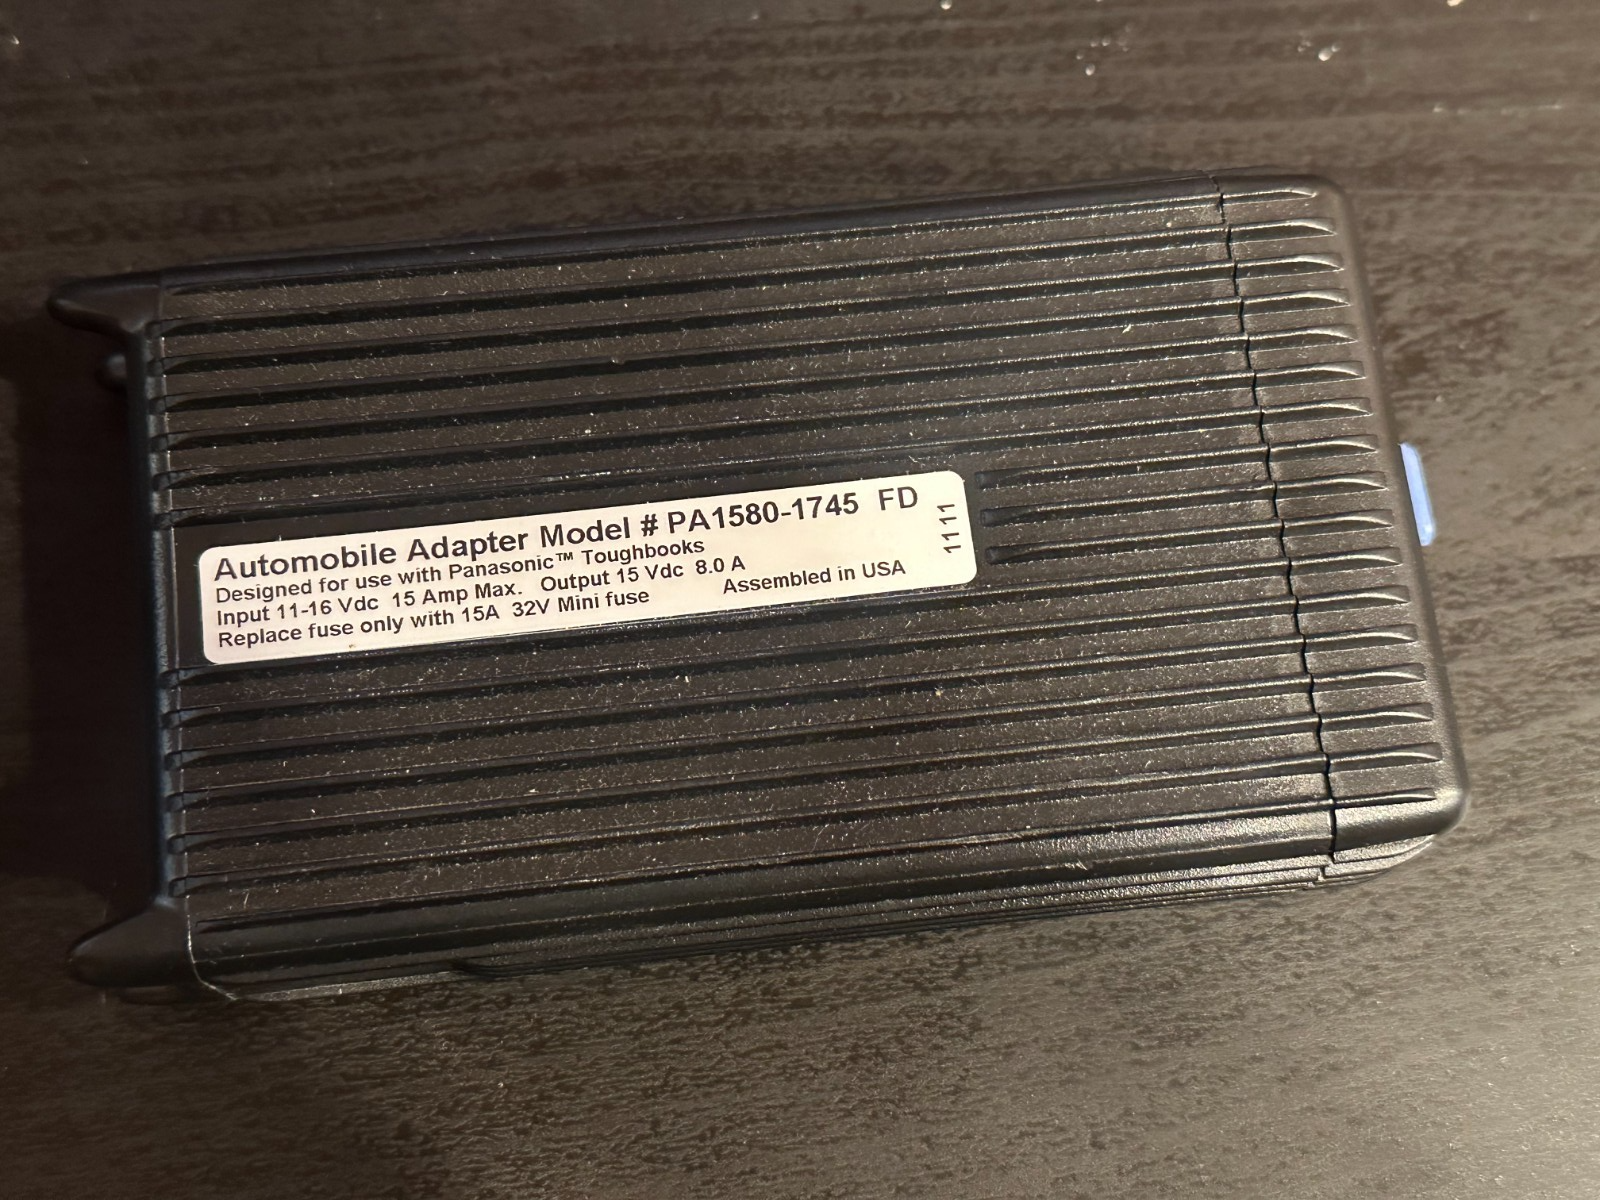 Automobile Adapter Model # PA1580-1745 FD
Designed for use with Panasonic™ Toughbooks
Input 11-16 Vdc 15 Amp Max. Output 15 Vdc 8.0 A
Replace fuse only with 15A 32V Mini fuse Assembled in USA
1111